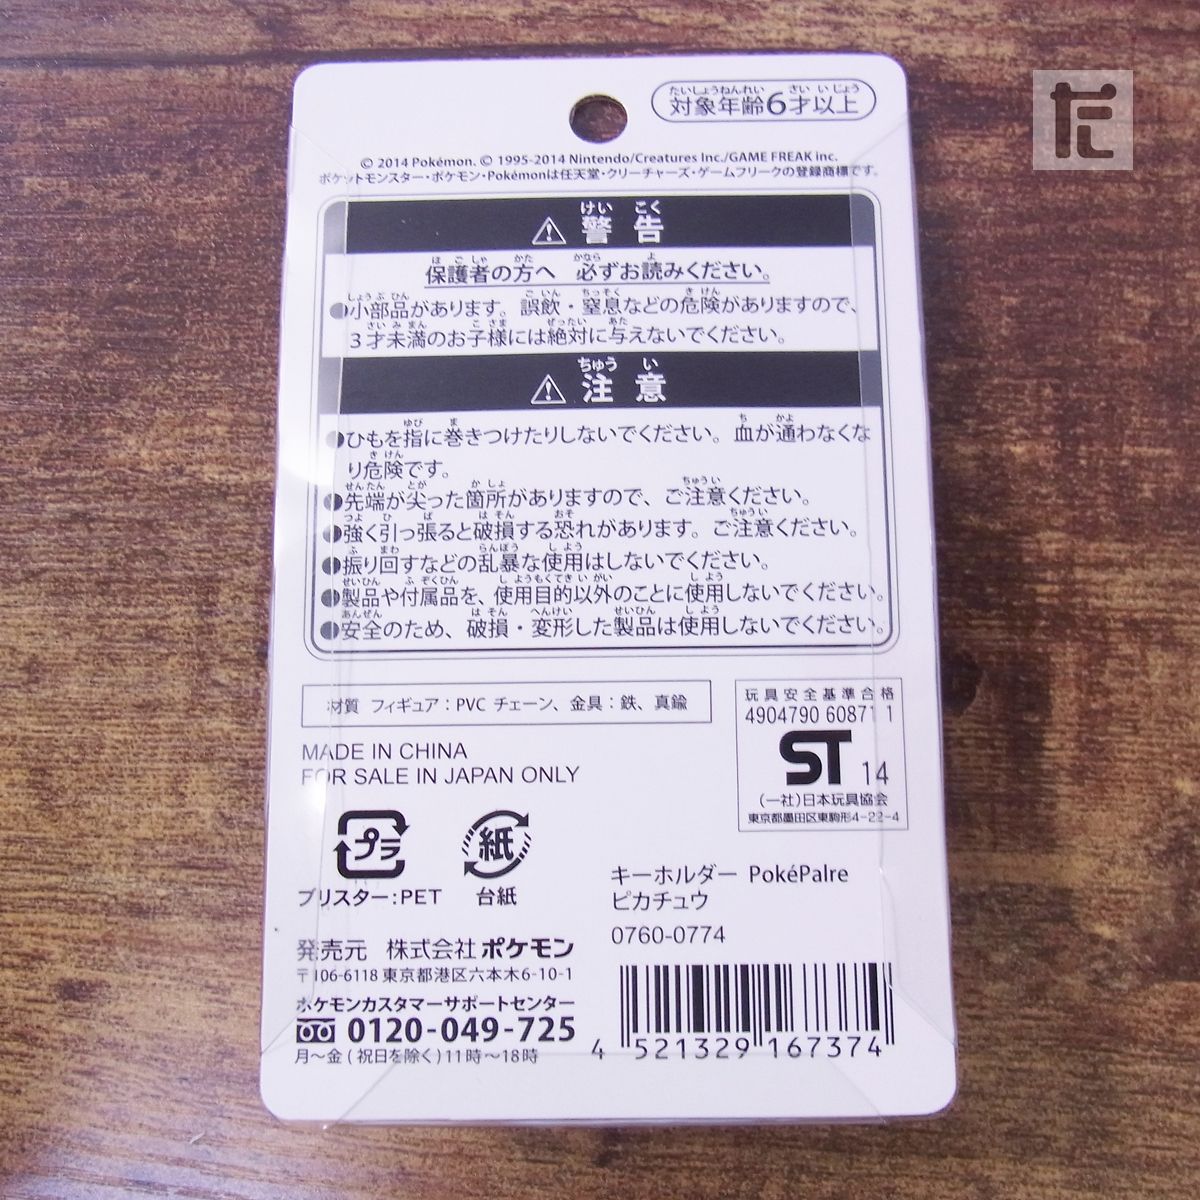 対象年齢6才以上
たいしょうねんれい さい いじょう
© 2014 Pokémon. © 1995-2014 Nintendo/Creatures Inc./GAME FREAK inc.
ポケットモンスター・ポケモン・Pokémonは任天堂・クリーチャーズ・ゲームフリークの登録商標です。
けい こく
⚠ 警告
ほ ごしゃ かた かなら よ
保護者の方へ 必ずお読みください。
しょうぶ ひん ご いん ちっそく き けん
●小部品があります。誤飲・窒息などの危険がありますので、
さい み まん こ さま ぜったい あた
3才未満のお子様には絶対に与えないでください。
ちゅう い
⚠ 注意
ゆび ま ち かよ
●ひもを指に巻きつけたりしないでください。血が通わなくな
き けん
り危険です。
せんたん とが か しょ ちゅうい
●先端が尖った箇所がありますので、ご注意ください。
つよ ひ ぱ は そん おそ ちゅうい
●強く引っ張ると破損する恐れがあります。ご注意ください。
ふ まわ らんぼう し よう
●振り回すなどの乱暴な使用はしないでください。
せいひん ふ ぞくひん し ようもくてき い がい し よう
●製品や付属品を、使用目的以外のことに使用しないでください。
あんぜん は そん へんけい せいひん し よう
●安全のため、破損・変形した製品は使用しないでください。
材質 フィギュア：PVC チェーン、金具：鉄、真鍮
玩具安全基準合格
4904790 60871 1
ST 14
(一社)日本玩具協会
東京都墨田区東駒形4-22-4
MADE IN CHINA
FOR SALE IN JAPAN ONLY
プラ
紙
ブリスター：PET
台紙
キーホルダー PokéPalre
ピカチュウ
0760-0774
発売元 株式会社ポケモン
〒106-6118 東京都港区六本木6-10-1
ポケモンカスタマーサポートセンター
0120-049-725
月～金(祝日を除く)11時～18時
4 521329 167374